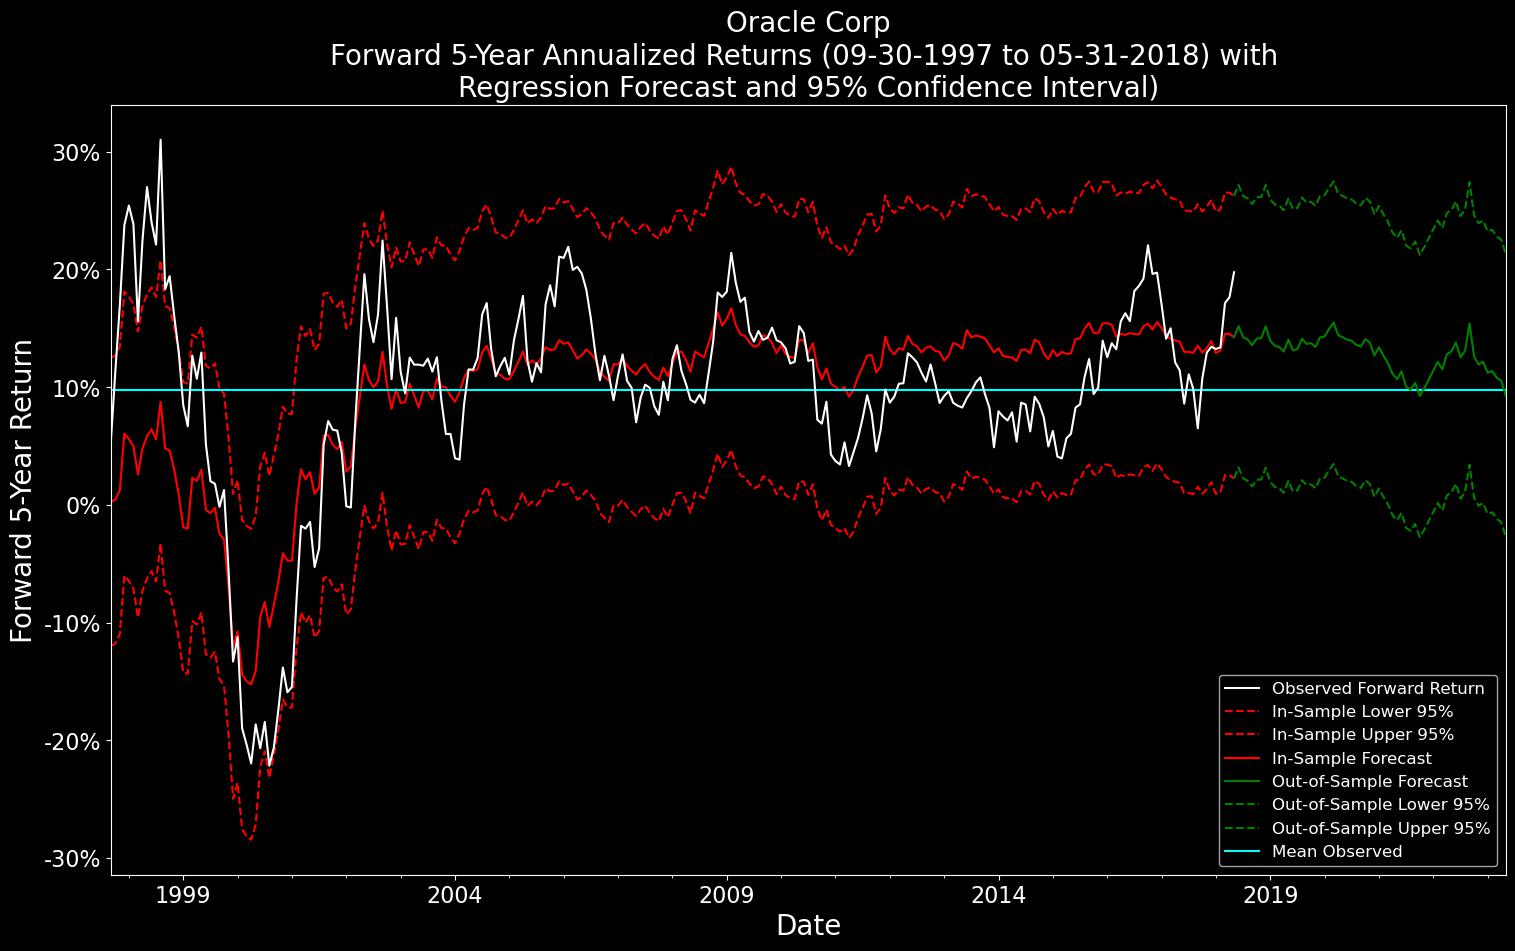 Oracle Corp
Forward 5-Year Annualized Returns (09-30-1997 to 05-31-2018) with
Regression Forecast and 95% Confidence Interval)
Forward 5-Year Return
30%
20%
10%
0%
-10%
-20%
-30%
1999
2004
2009
2014
2019
Date
Observed Forward Return
In-Sample Lower 95%
In-Sample Upper 95%
In-Sample Forecast
Out-of-Sample Forecast
Out-of-Sample Lower 95%
Out-of-Sample Upper 95%
Mean Observed